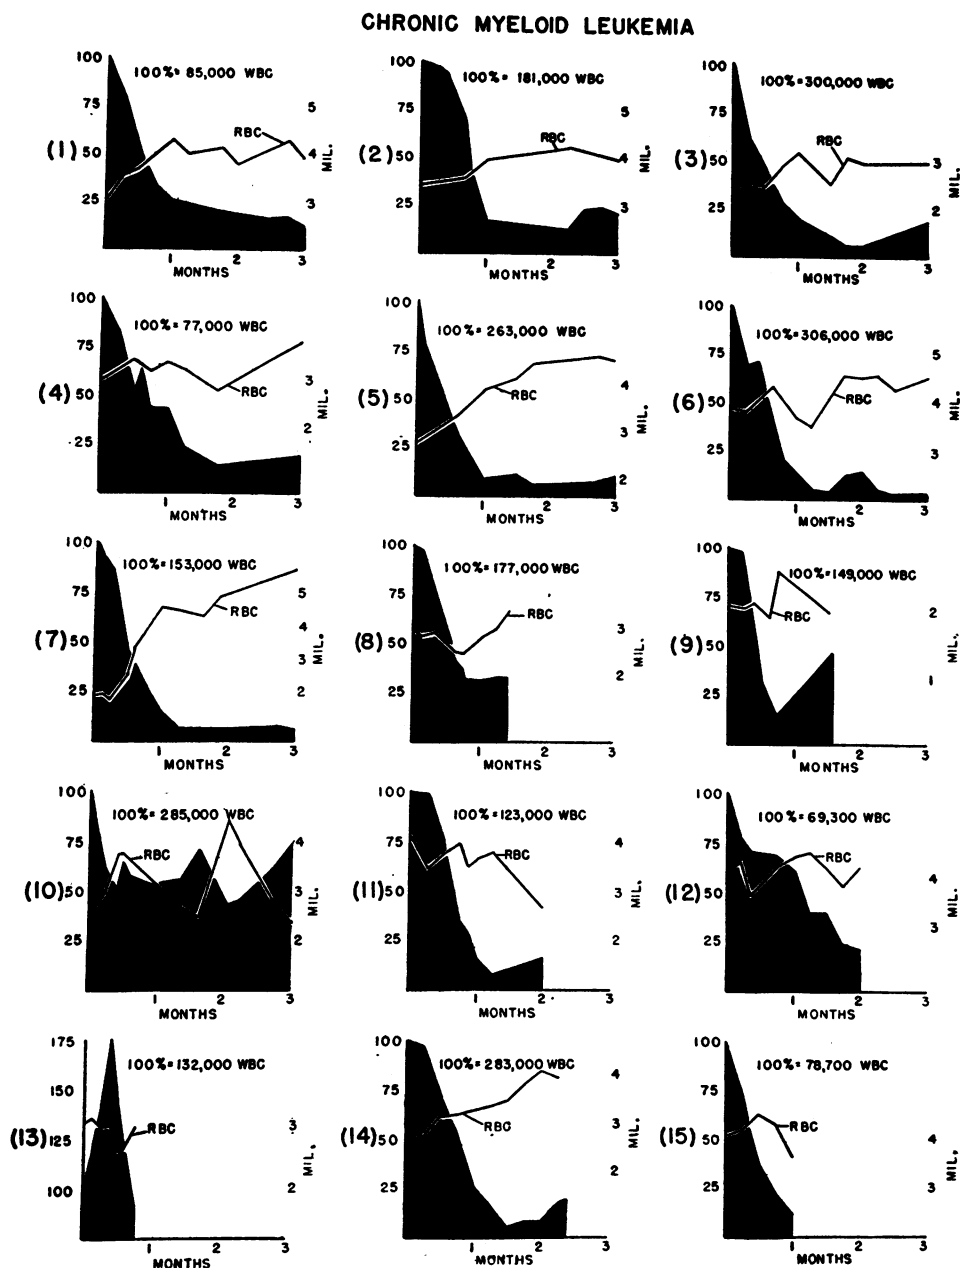 CHRONIC MYELOID LEUKEMIA
100
100%= 85,000 WBC
75 5
RBC
(1) 50 4 MIL.
25 3
1 2 3
MONTHS
100
100%= 181,000 WBC
75 5
RBC
(2) 50 4 MIL.
25 3
1 2 3
MONTHS
100
100%= 300,000 WBC
75
RBC
(3) 50 3 MIL.
25 2
1 2 3
MONTHS
100
100%= 77,000 WBC
75
3
(4) 50 RBC MIL.
2
25
1 2 3
MONTHS
100
100%= 263,000 WBC
75
4
(5) 50 RBC MIL.
3
25
2
1 2 3
MONTHS
100
100%= 306,000 WBC
75 5
(6) 50 RBC 4 MIL.
25 3
1 2 3
MONTHS
100
100%= 153,000 WBC
75 5
RBC
4
(7) 50 MIL.
3
25 2
1 2 3
MONTHS
100
100%= 177,000 WBC
75
RBC
3
(8) 50 MIL.
2
25
1 2 3
MONTHS
100
100%= 149,000 WBC
75
RBC 2
(9) 50 MIL.
25 1
1 2 3
MONTHS
100
100%= 285,000 WBC
75 4
RBC
(10) 50 3 MIL.
25 2
1 2 3
MONTHS
100
100%= 123,000 WBC
75 4
RBC
(11) 50 3 MIL.
25 2
1 2 3
MONTHS
100
100%= 69,300 WBC
75
RBC
4
(12) 50 MIL.
3
25
1 2 3
MONTHS
175
100%= 132,000 WBC
150
RBC 3
(13) 125 MIL.
100 2
1 2 3
MONTHS
100
100%= 283,000 WBC
75 4
RBC 3
(14) 50 MIL.
2
25
1 2 3
MONTHS
100
100%= 78,700 WBC
75
RBC
(15) 50 4 MIL.
25 3
1 2 3
MONTHS